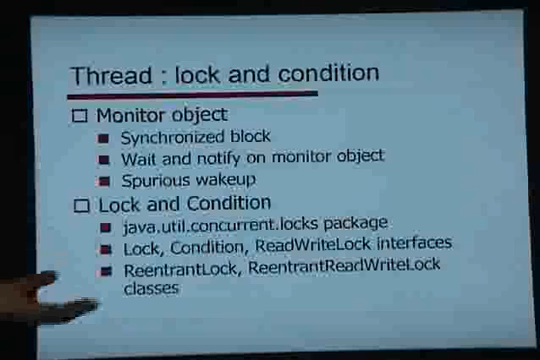 Thread : lock and condition
Monitor object
Synchronized block
Wait and notify on monitor object
Spurious wakeup
Lock and Condition
java.util.concurrent.locks package
Lock, Condition, ReadWriteLock interfaces
ReentrantLock, ReentrantReadWriteLock
classes